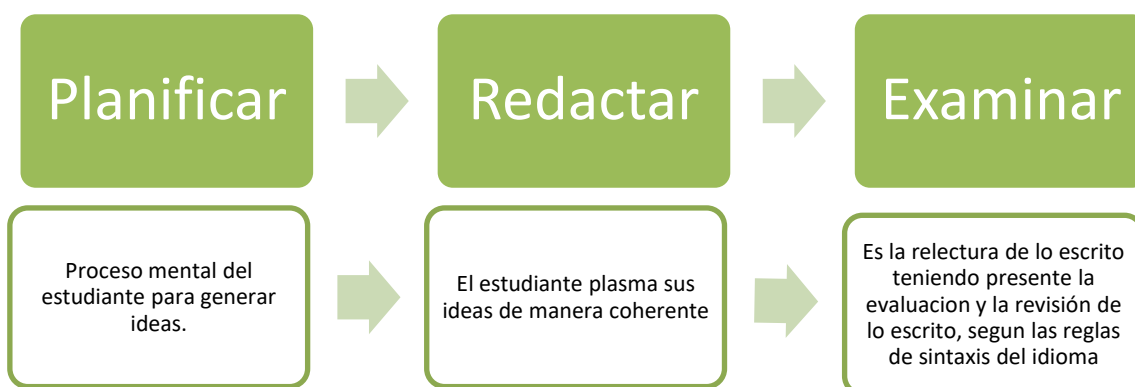 Planificar
Redactar
Examinar
Proceso mental del
estudiante para generar
ideas.
El estudiante plasma sus
ideas de manera coherente
Es la relectura de lo escrito
teniendo presente la
evaluacion y la revisión de
lo escrito, segun las reglas
de sintaxis del idioma